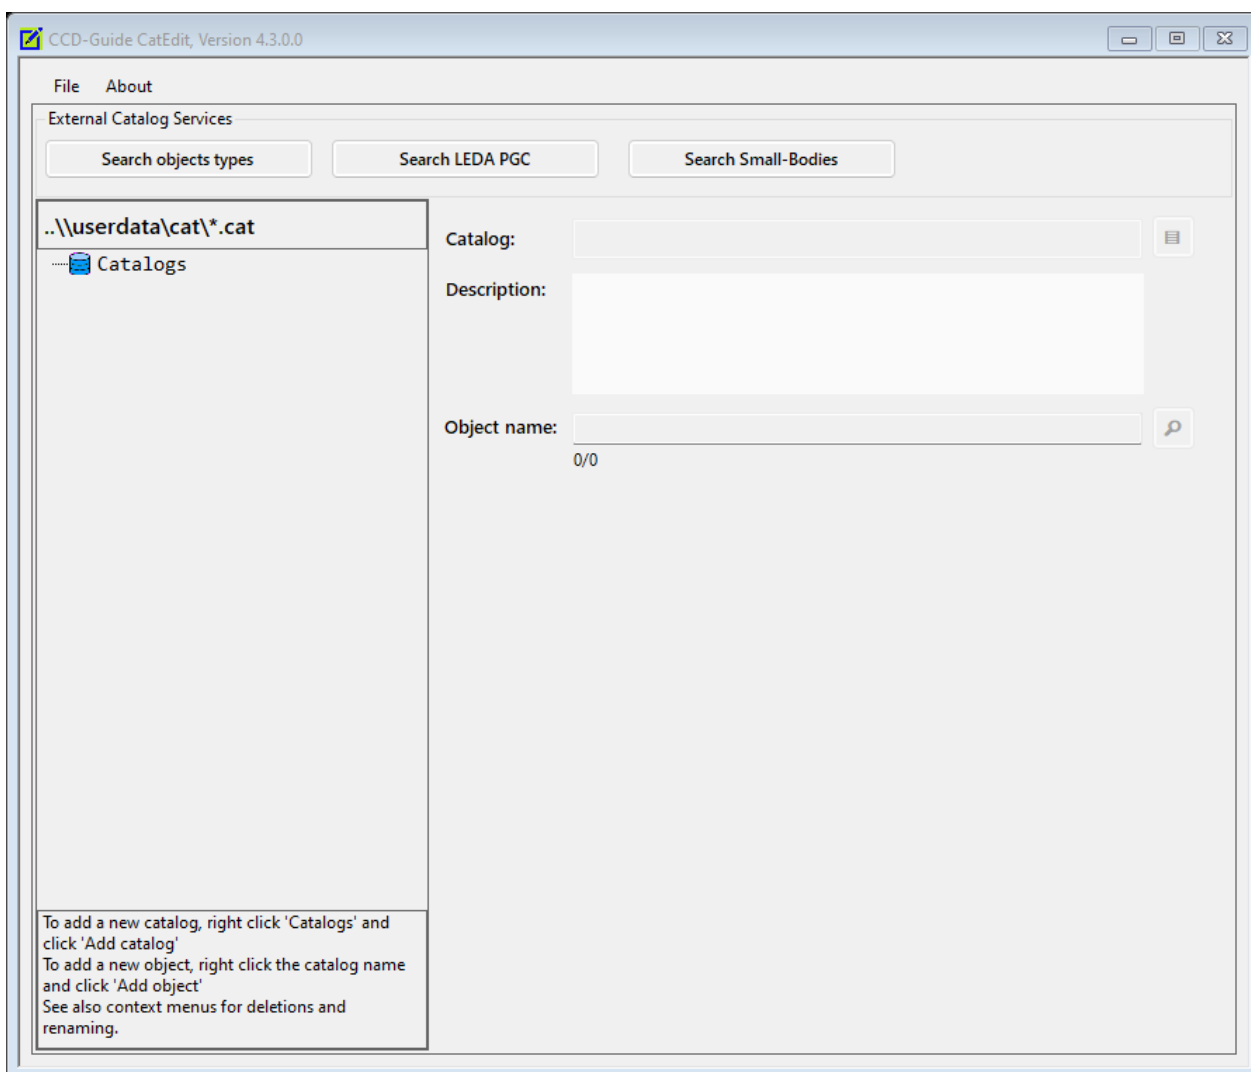 CCD-Guide CatEdit, Version 4.3.0.0
File About
External Catalog Services
Search objects types Search LEDA PGC Search Small-Bodies
..\\userdata\cat\*.cat
Catalogs
Catalog:
Description:
Object name:
0/0
To add a new catalog, right click 'Catalogs' and
click 'Add catalog'
To add a new object, right click the catalog name
and click 'Add object'
See also context menus for deletions and
renaming.